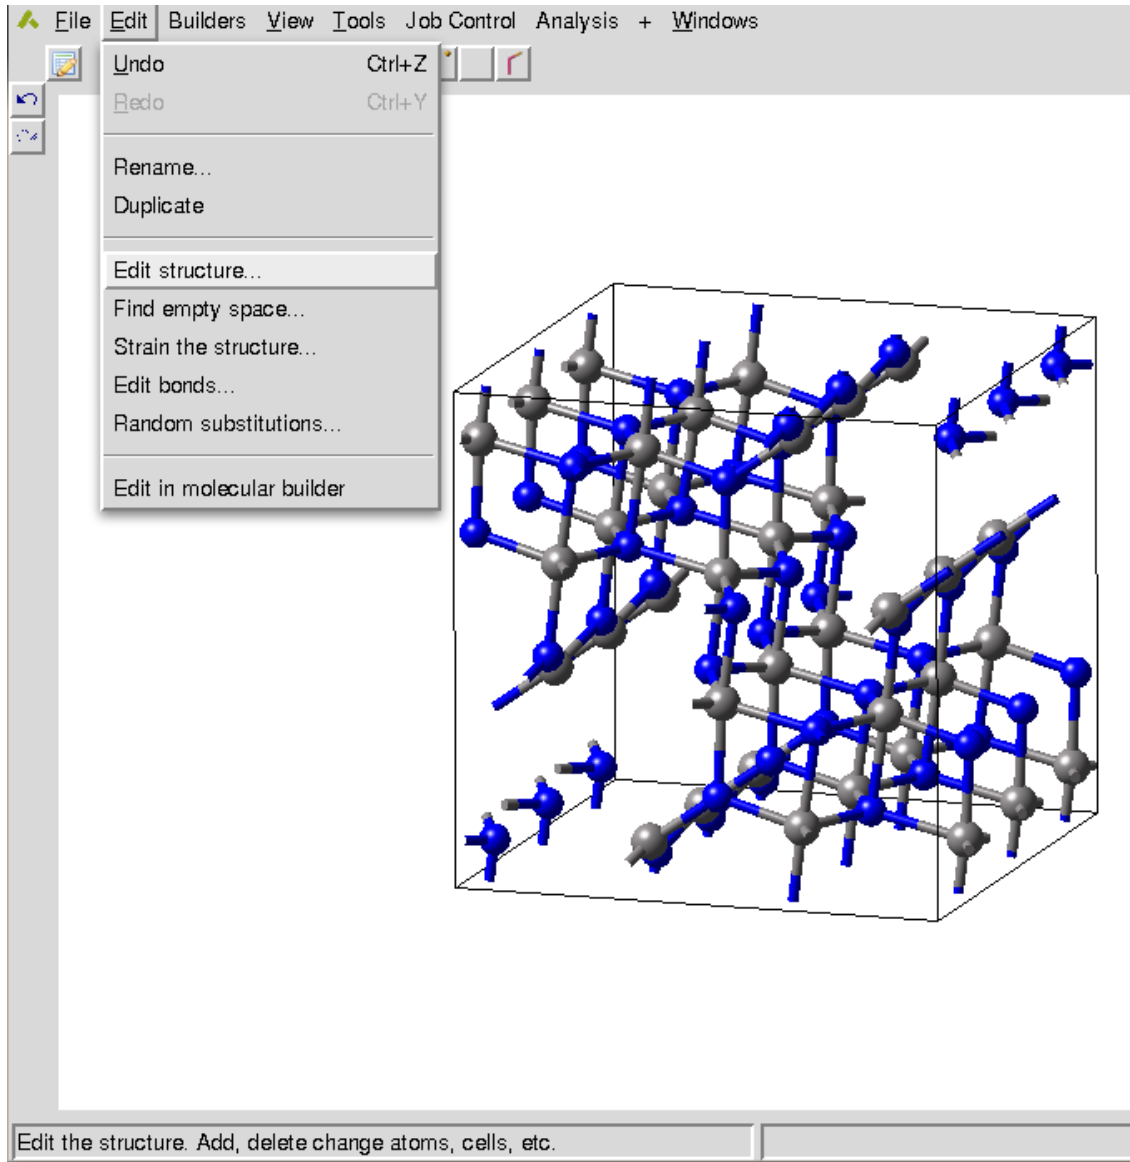 File Edit Builders View Tools Job Control Analysis + Windows
Undo Ctrl+Z
Redo Ctrl+Y
Rename...
Duplicate
Edit structure...
Find empty space...
Strain the structure...
Edit bonds...
Random substitutions...
Edit in molecular builder
Edit the structure. Add, delete change atoms, cells, etc.